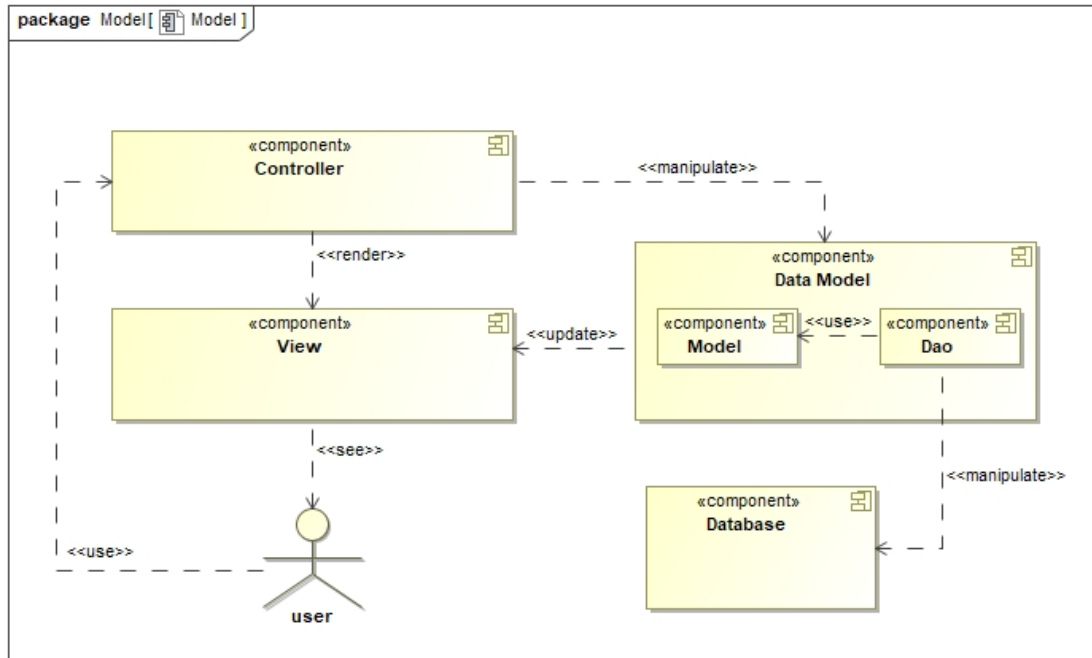 package Model[ Model ]
«component»
Controller
<<manipulate>>
<<render>>
«component»
Data Model
«component»
View
<<update>>
«component»
Model
<<use>>
«component»
Dao
<<see>>
<<manipulate>>
«component»
Database
<<use>>
user